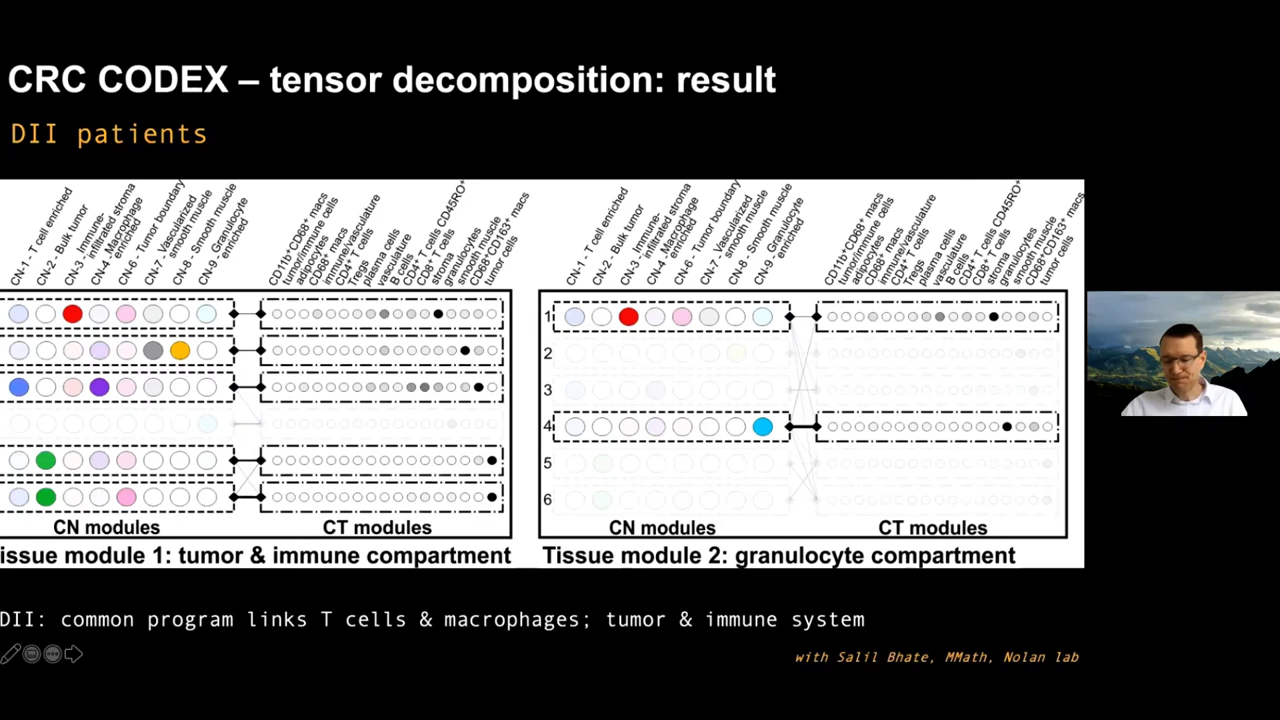 CRC CODEX – tensor decomposition: result
DII patients
CN-1 - T cell enriched
CN-2 - Bulk tumor
CN-3 - Immune-
infiltrated stroma
CN-4 - Macrophage
enriched
CN-6 - Tumor boundary
CN-7 - Vascularized
smooth muscle
CN-8 - Smooth muscle
CN-9 - Granulocyte
enriched
CD11b⁺CD68⁺ macs
tumor/immune cells
adipocytes
CD68⁺ macs
immune/vasculature
CD4⁺ T cells
Tregs
plasma cells
vasculature
B cells
CD4⁺ T cells CD45RO⁺
CD8⁺ T cells
stroma
granulocytes
smooth muscle
CD68⁺CD163⁺ macs
tumor cells
CN modules
CT modules
issue module 1: tumor & immune compartment
CN-1 - T cell enriched
CN-2 - Bulk tumor
CN-3 - Immune-
infiltrated stroma
CN-4 - Macrophage
enriched
CN-6 - Tumor boundary
CN-7 - Vascularized
smooth muscle
CN-8 - Smooth muscle
CN-9 - Granulocyte
enriched
CD11b⁺CD68⁺ macs
tumor/immune cells
adipocytes
CD68⁺ macs
immune/vasculature
CD4⁺ T cells
Tregs
plasma cells
vasculature
B cells
CD4⁺ T cells CD45RO⁺
CD8⁺ T cells
stroma
granulocytes
smooth muscle
CD68⁺CD163⁺ macs
tumor cells
1
2
3
4
5
6
CN modules
CT modules
Tissue module 2: granulocyte compartment
DII: common program links T cells & macrophages; tumor & immune system
with Salil Bhate, MMath, Nolan lab